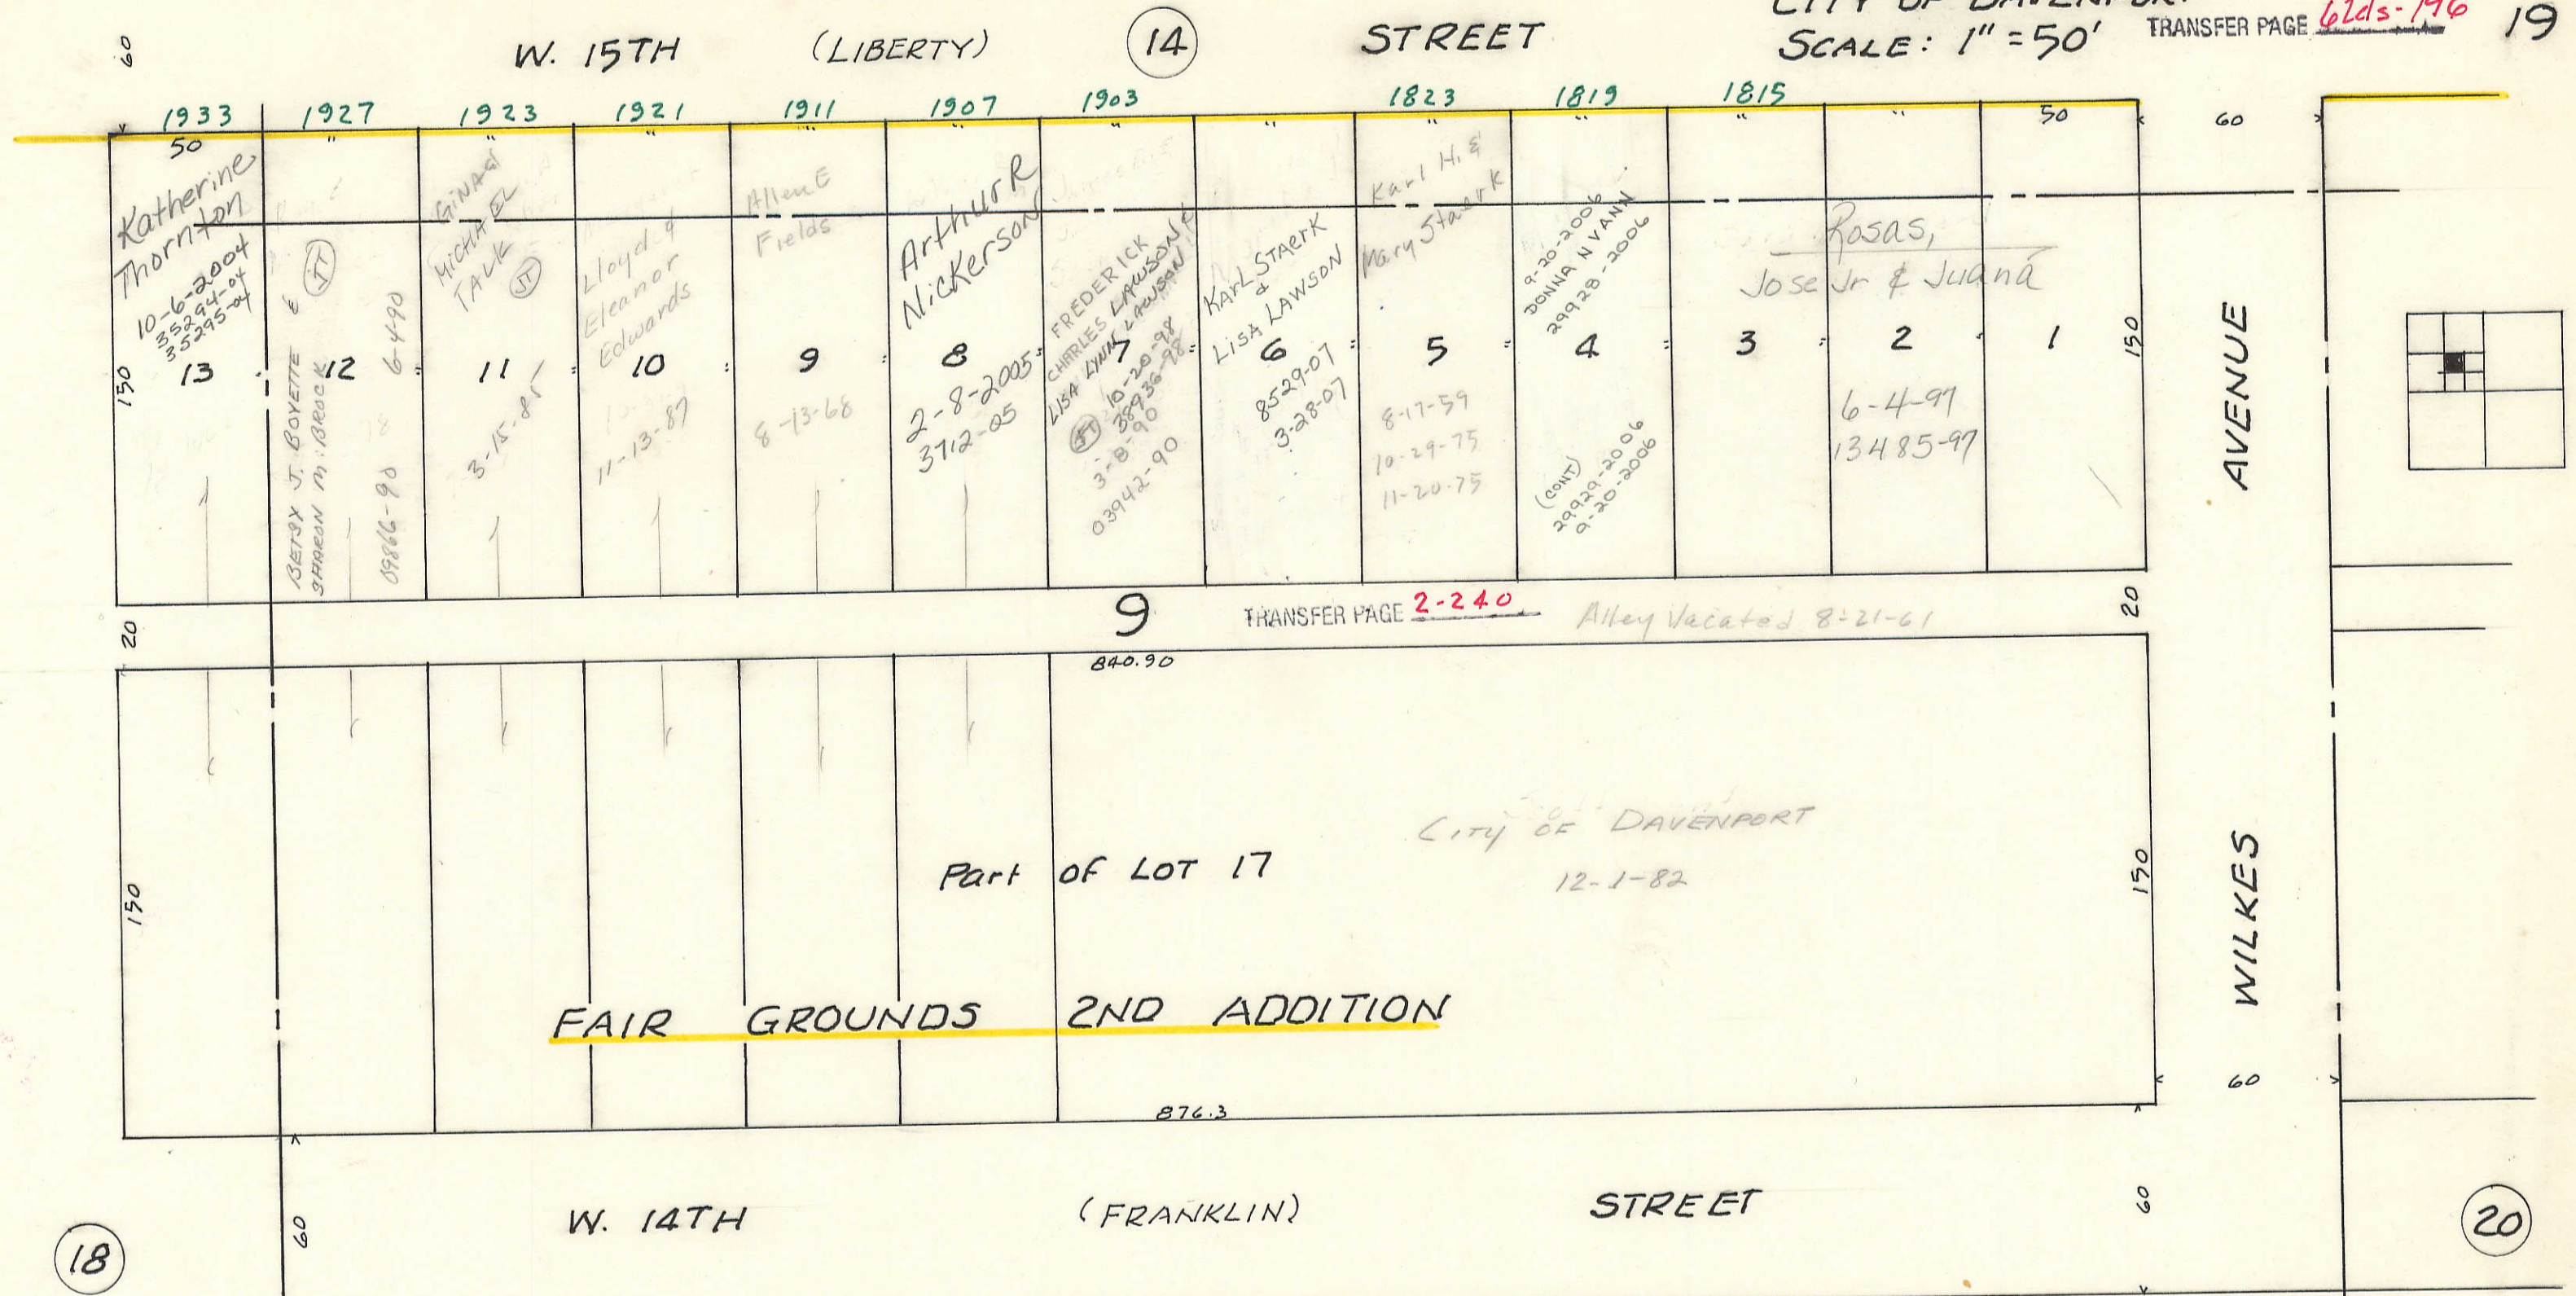 CITY OF DAVENPORT
W. 15TH (LIBERTY) 14 STREET
SCALE: 1" = 50'
TRANSFER PAGE 62ds-196
19
60
1933 1927 1923 1921 1911 1907 1903 1823 1819 1815
50 " " " " " " " " " " " 50
60
Katherine
Thornton
10-6-2004
35294-04
35295-04
13
150
BETSY J. BOYETTE &
SHARON M. BROCK
JT
6-4-90
09866-90
12
GINA &
MICHAEL
TALK
JT
11
3-15-85
Lloyd &
Eleanor
Edwards
10
11-13-87
Allen E
Fields
9
8-13-68
Arthur R
Nickerson
8
2-8-2005
3712-05
FREDERICK
CHARLES LAWSON &
LISA LYNN LAWSON
7
10-20-98
38936-98
JT
3-8-90
03942-90
KARL STAERK
&
LISA LAWSON
6
8529-07
3-28-07
Karl H. &
Mary Staerk
5
8-17-59
10-29-75
11-20-75
9-20-2006
DONNA N VANN
29928-2006
4
(CONT)
29929-2006
9-20-2006
Rosas,
Jose Jr & Juana
3 2 1
6-4-97
13485-97
150
AVENUE
20
9
TRANSFER PAGE 2-240
Alley Vacated 8-21-61
20
840.90
CITY OF DAVENPORT
12-1-82
Part OF LOT 17
150
150
WILKES
FAIR GROUNDS 2ND ADDITION
60
876.3
W. 14TH (FRANKLIN) STREET
60
60
18
20